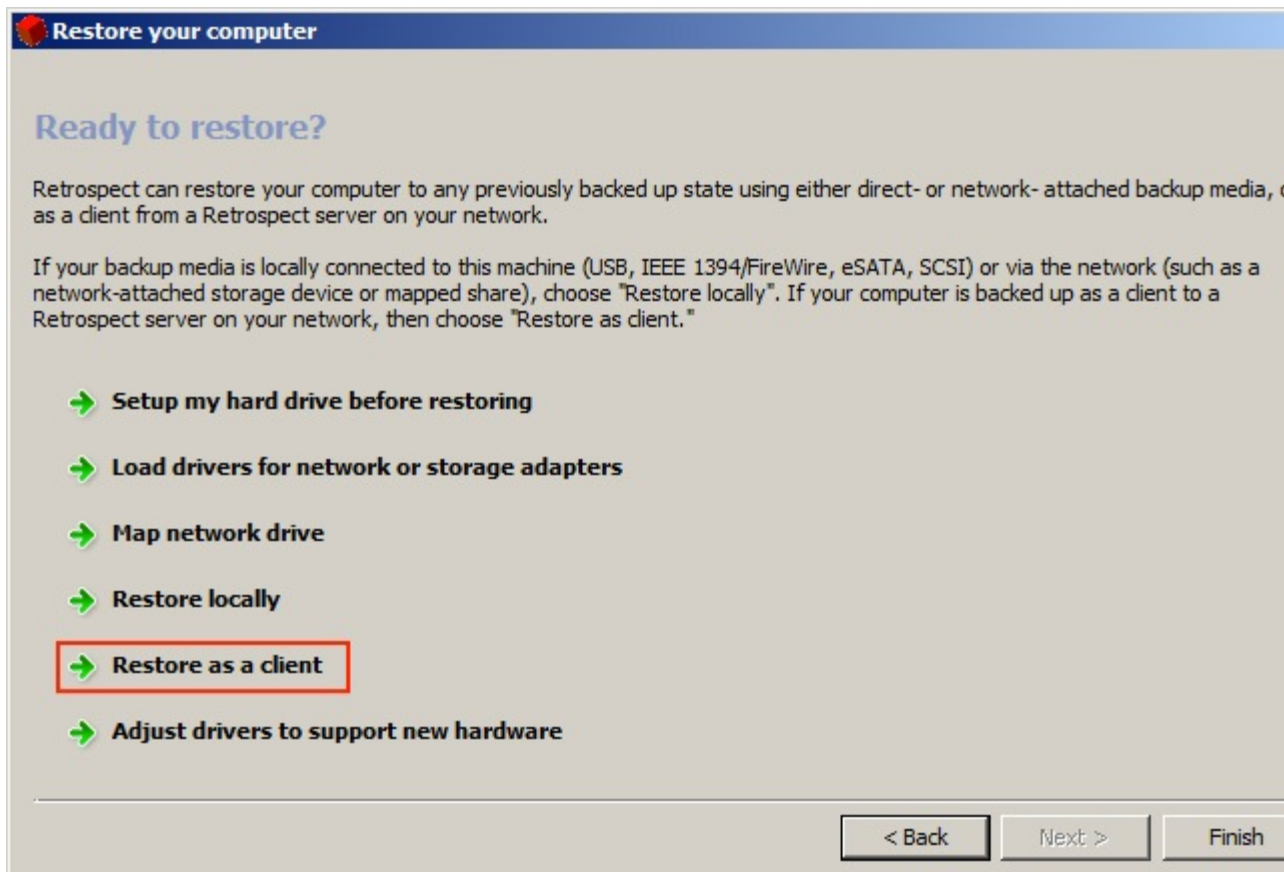 Restore your computer
Ready to restore?
Retrospect can restore your computer to any previously backed up state using either direct- or network- attached backup media,
as a client from a Retrospect server on your network.
If your backup media is locally connected to this machine (USB, IEEE 1394/FireWire, eSATA, SCSI) or via the network (such as a
network-attached storage device or mapped share), choose "Restore locally". If your computer is backed up as a client to a
Retrospect server on your network, then choose "Restore as client."
Setup my hard drive before restoring
Load drivers for network or storage adapters
Map network drive
Restore locally
Restore as a client
Adjust drivers to support new hardware
< Back Next > Finish